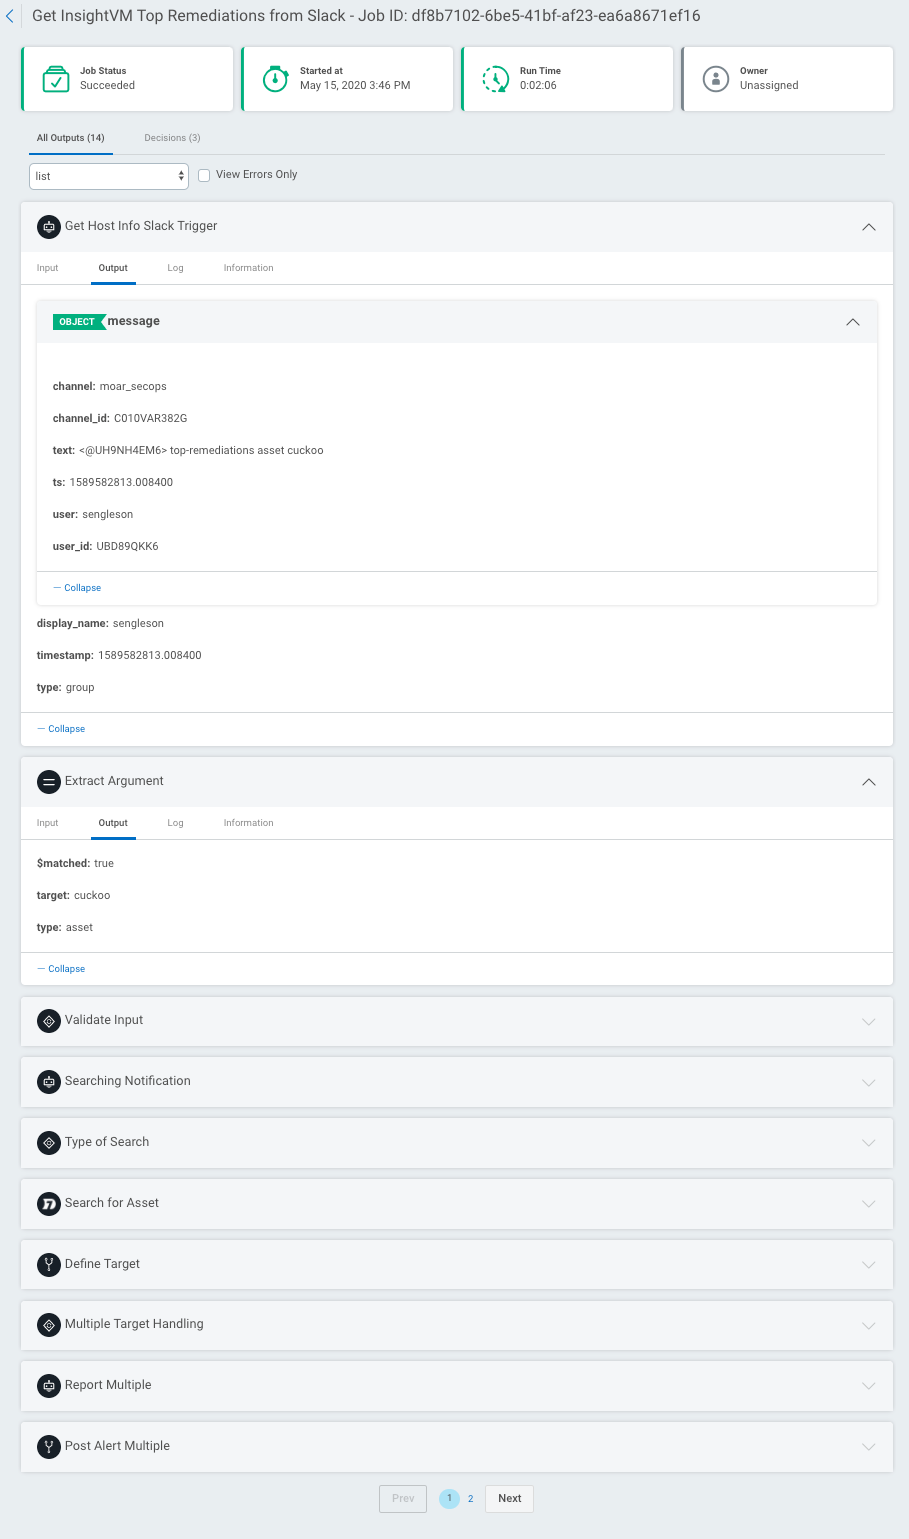 Get InsightVM Top Remediations from Slack - Job ID: df8b7102-6be5-41bf-af23-ea6a8671ef16
Job Status
Succeeded
Started at
May 15, 2020 3:46 PM
Run Time
0:02:06
Owner
Unassigned
All Outputs (14) Decisions (3)
list View Errors Only
Get Host Info Slack Trigger
Input Output Log Information
OBJECT message
channel: moar_secops
channel_id: C010VAR382G
text: <@UH9NH4EM6> top-remediations asset cuckoo
ts: 1589582813.008400
user: sengleson
user_id: UBD89QKK6
— Collapse
display_name: sengleson
timestamp: 1589582813.008400
type: group
— Collapse
Extract Argument
Input Output Log Information
$matched: true
target: cuckoo
type: asset
— Collapse
Validate Input
Searching Notification
Type of Search
Search for Asset
Define Target
Multiple Target Handling
Report Multiple
Post Alert Multiple
Prev 1 2 Next